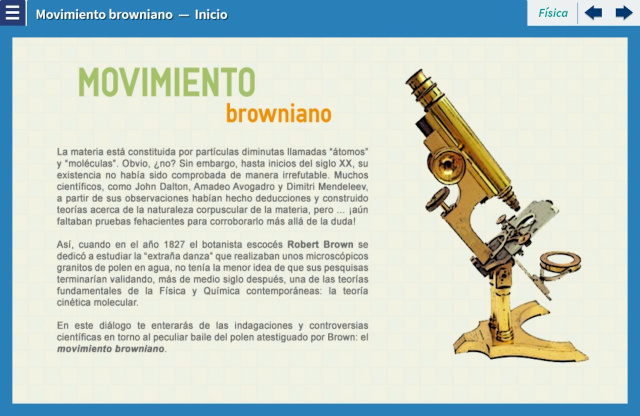 Movimiento browniano — Inicio
Física
MOVIMIENTO
browniano
La materia está constituida por partículas diminutas llamadas "átomos"
y "moléculas". Obvio, ¿no? Sin embargo, hasta inicios del siglo XX, su
existencia no había sido comprobada de manera irrefutable. Muchos
científicos, como John Dalton, Amadeo Avogadro y Dimitri Mendeleev,
a partir de sus observaciones habían hecho deducciones y construido
teorías acerca de la naturaleza corpuscular de la materia, pero ... ¡aún
faltaban pruebas fehacientes para corroborarlo más allá de la duda!
Así, cuando en el año 1827 el botanista escocés Robert Brown se
dedicó a estudiar la "extraña danza" que realizaban unos microscópicos
granitos de polen en agua, no tenía la menor idea de que sus pesquisas
terminarían validando, más de medio siglo después, una de las teorías
fundamentales de la Física y Química contemporáneas: la teoría
cinética molecular.
En este diálogo te enterarás de las indagaciones y controversias
científicas en torno al peculiar baile del polen atestiguado por Brown: el
movimiento browniano.